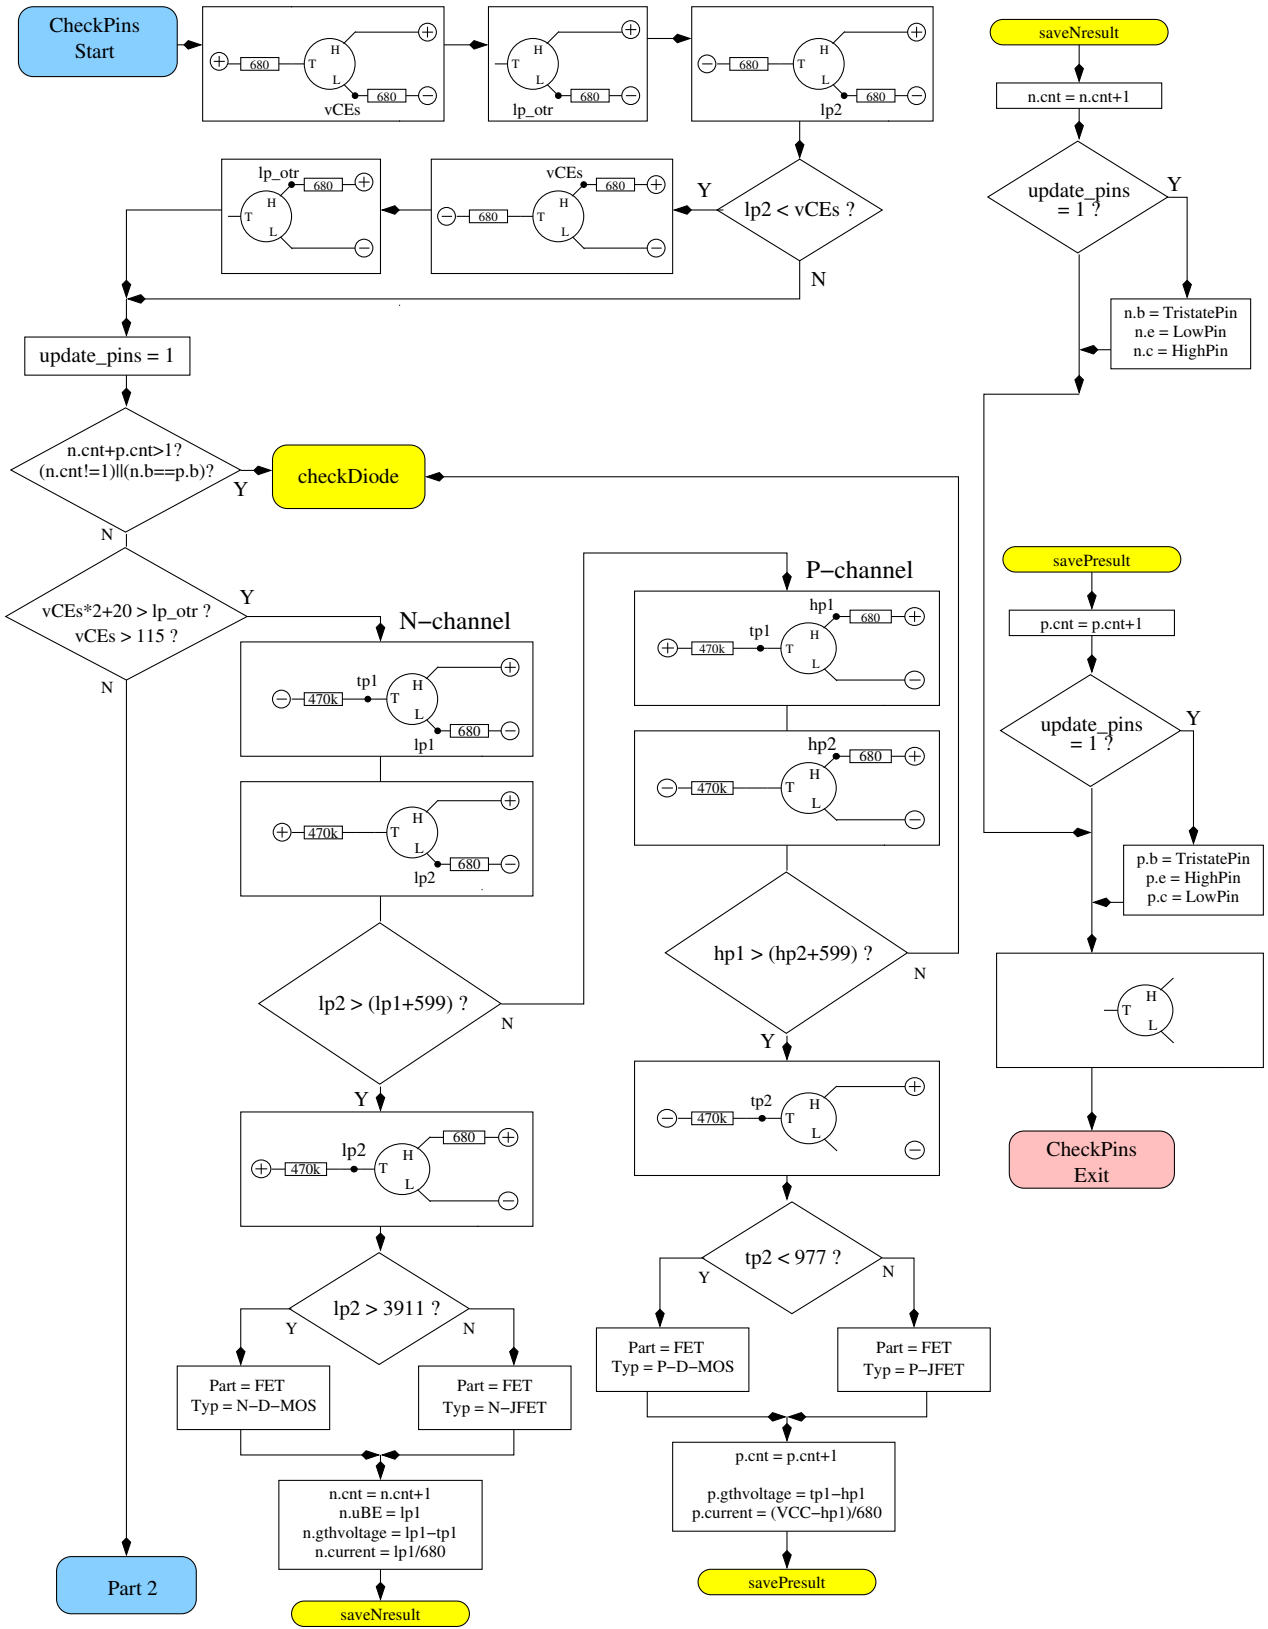 CheckPins
Start
+
680
T
H
L
+
vCEs
680
−
T
H
L
+
lp_otr
680
−
−
680
T
H
L
+
lp2
680
−
saveNresult
n.cnt = n.cnt+1
update_pins
= 1 ?
Y
n.b = TristatePin
n.e = LowPin
n.c = HighPin
lp_otr
680
+
T
H
L
−
vCEs
680
+
−
680
T
H
L
−
Y
lp2 < vCEs ?
N
update_pins = 1
n.cnt+p.cnt>1?
(n.cnt!=1)||(n.b==p.b)?
Y
N
checkDiode
vCEs*2+20 > lp_otr ?
vCEs > 115 ?
Y
N
N−channel
tp1
−
470k
T
H
L
+
lp1
680
−
+
470k
T
H
L
+
lp2
680
−
lp2 > (lp1+599) ?
N
Y
lp2
+
470k
T
H
L
680
+
−
lp2 > 3911 ?
Y
N
Part = FET
Typ = N−D−MOS
Part = FET
Typ = N−JFET
n.cnt = n.cnt+1
n.uBE = lp1
n.gthvoltage = lp1−tp1
n.current = lp1/680
saveNresult
Part 2
P−channel
hp1
tp1
+
470k
T
H
L
680
+
−
hp2
−
470k
T
H
L
680
+
−
hp1 > (hp2+599) ?
N
Y
tp2
−
470k
T
H
L
+
−
tp2 < 977 ?
Y
N
Part = FET
Typ = P−D−MOS
Part = FET
Typ = P−JFET
p.cnt = p.cnt+1
p.gthvoltage = tp1−hp1
p.current = (VCC−hp1)/680
savePresult
savePresult
p.cnt = p.cnt+1
update_pins
= 1 ?
Y
p.b = TristatePin
p.e = HighPin
p.c = LowPin
T
H
L
CheckPins
Exit